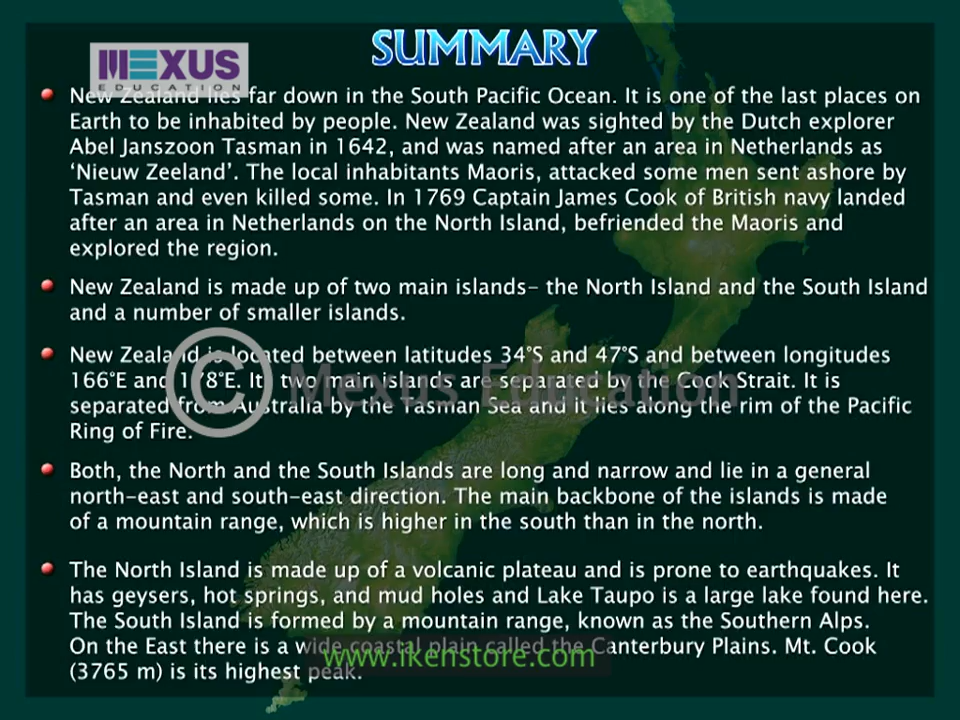 SUMMARY
MEXUS
EDUCATION
New Zealand lies far down in the South Pacific Ocean. It is one of the last places on
Earth to be inhabited by people. New Zealand was sighted by the Dutch explorer
Abel Janszoon Tasman in 1642, and was named after an area in Netherlands as
‘Nieuw Zeeland’. The local inhabitants Maoris, attacked some men sent ashore by
Tasman and even killed some. In 1769 Captain James Cook of British navy landed
after an area in Netherlands on the North Island, befriended the Maoris and
explored the region.
New Zealand is made up of two main islands– the North Island and the South Island
and a number of smaller islands.
New Zealand is located between latitudes 34°S and 47°S and between longitudes
166°E and 178°E. Its two main islands are separated by the Cook Strait. It is
separated from Australia by the Tasman Sea and it lies along the rim of the Pacific
Ring of Fire.
© Mexus Education
Both, the North and the South Islands are long and narrow and lie in a general
north–east and south–east direction. The main backbone of the islands is made
of a mountain range, which is higher in the south than in the north.
The North Island is made up of a volcanic plateau and is prone to earthquakes. It
has geysers, hot springs, and mud holes and Lake Taupo is a large lake found here.
The South Island is formed by a mountain range, known as the Southern Alps.
On the East there is a wide coastal plain called the Canterbury Plains. Mt. Cook
(3765 m) is its highest peak.
www.ikenstore.com